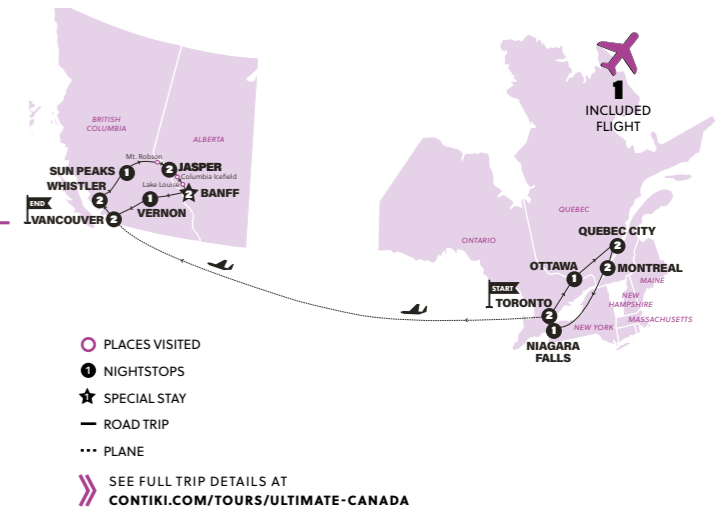 1
INCLUDED
FLIGHT
BRITISH
COLUMBIA
ALBERTA
Mt. Robson
SUN PEAKS
1
2
JASPER
Columbia Icefield
WHISTLER
2
Lake Louise
2
BANFF
1
VERNON
END
VANCOUVER
2
QUEBEC
ONTARIO
QUEBEC CITY
2
OTTAWA
1
2
MONTREAL
MAINE
START
TORONTO
2
NEW
HAMPSHIRE
MASSACHUSETTS
NEW YORK
1
NIAGARA
FALLS
PLACES VISITED
1 NIGHTSTOPS
1 SPECIAL STAY
ROAD TRIP
PLANE
SEE FULL TRIP DETAILS AT
CONTIKI.COM/TOURS/ULTIMATE-CANADA